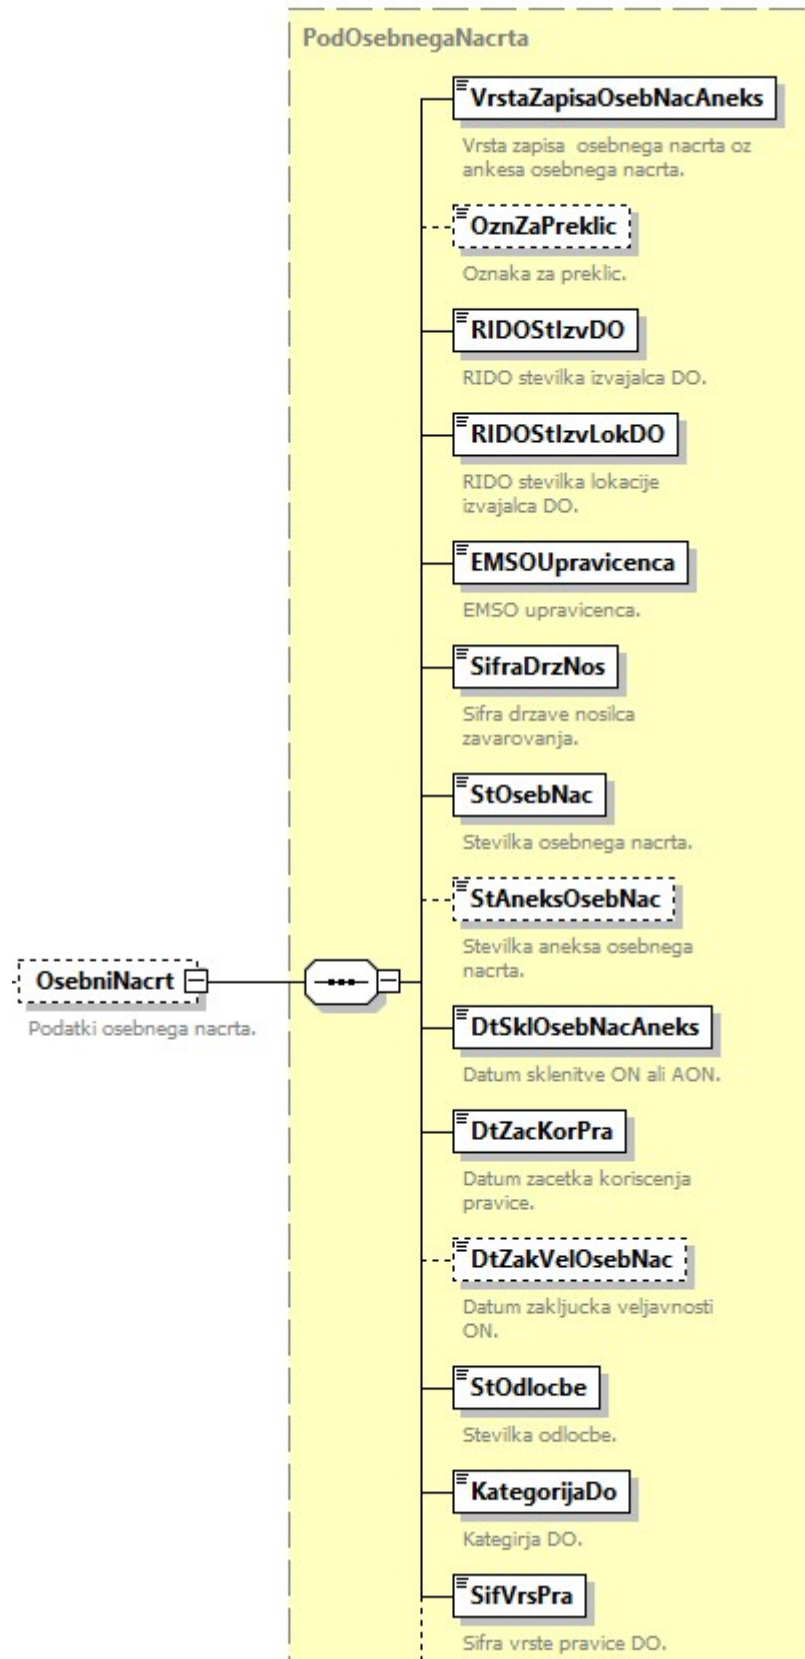 PodOsebnegaNacrta
VrstaZapisaOsebNacAneks
Vrsta zapisa osebnega nacrta oz
ankesa osebnega nacrta.
OznZaPreklic
Oznaka za preklic.
RIDOStIzvDO
RIDO stevilka izvajalca DO.
RIDOStIzvLokDO
RIDO stevilka lokacije
izvajalca DO.
EMSOUpravicenca
EMSO upravicenca.
SifraDrzNos
Sifra drzave nosilca
zavarovanja.
StOsebNac
Stevilka osebnega nacrta.
StAneksOsebNac
Stevilka aneksa osebnega
nacrta.
OsebniNacrt
Podatki osebnega nacrta.
DtSklOsebNacAneks
Datum sklenitve ON ali AON.
DtZacKorPra
Datum zacetka koriscenja
pravice.
DtZakVelOsebNac
Datum zakljucka veljavnosti
ON.
StOdlocbe
Stevilka odlocbe.
KategorijaDo
Kategirja DO.
SifVrsPra
Sifra vrste pravice DO.